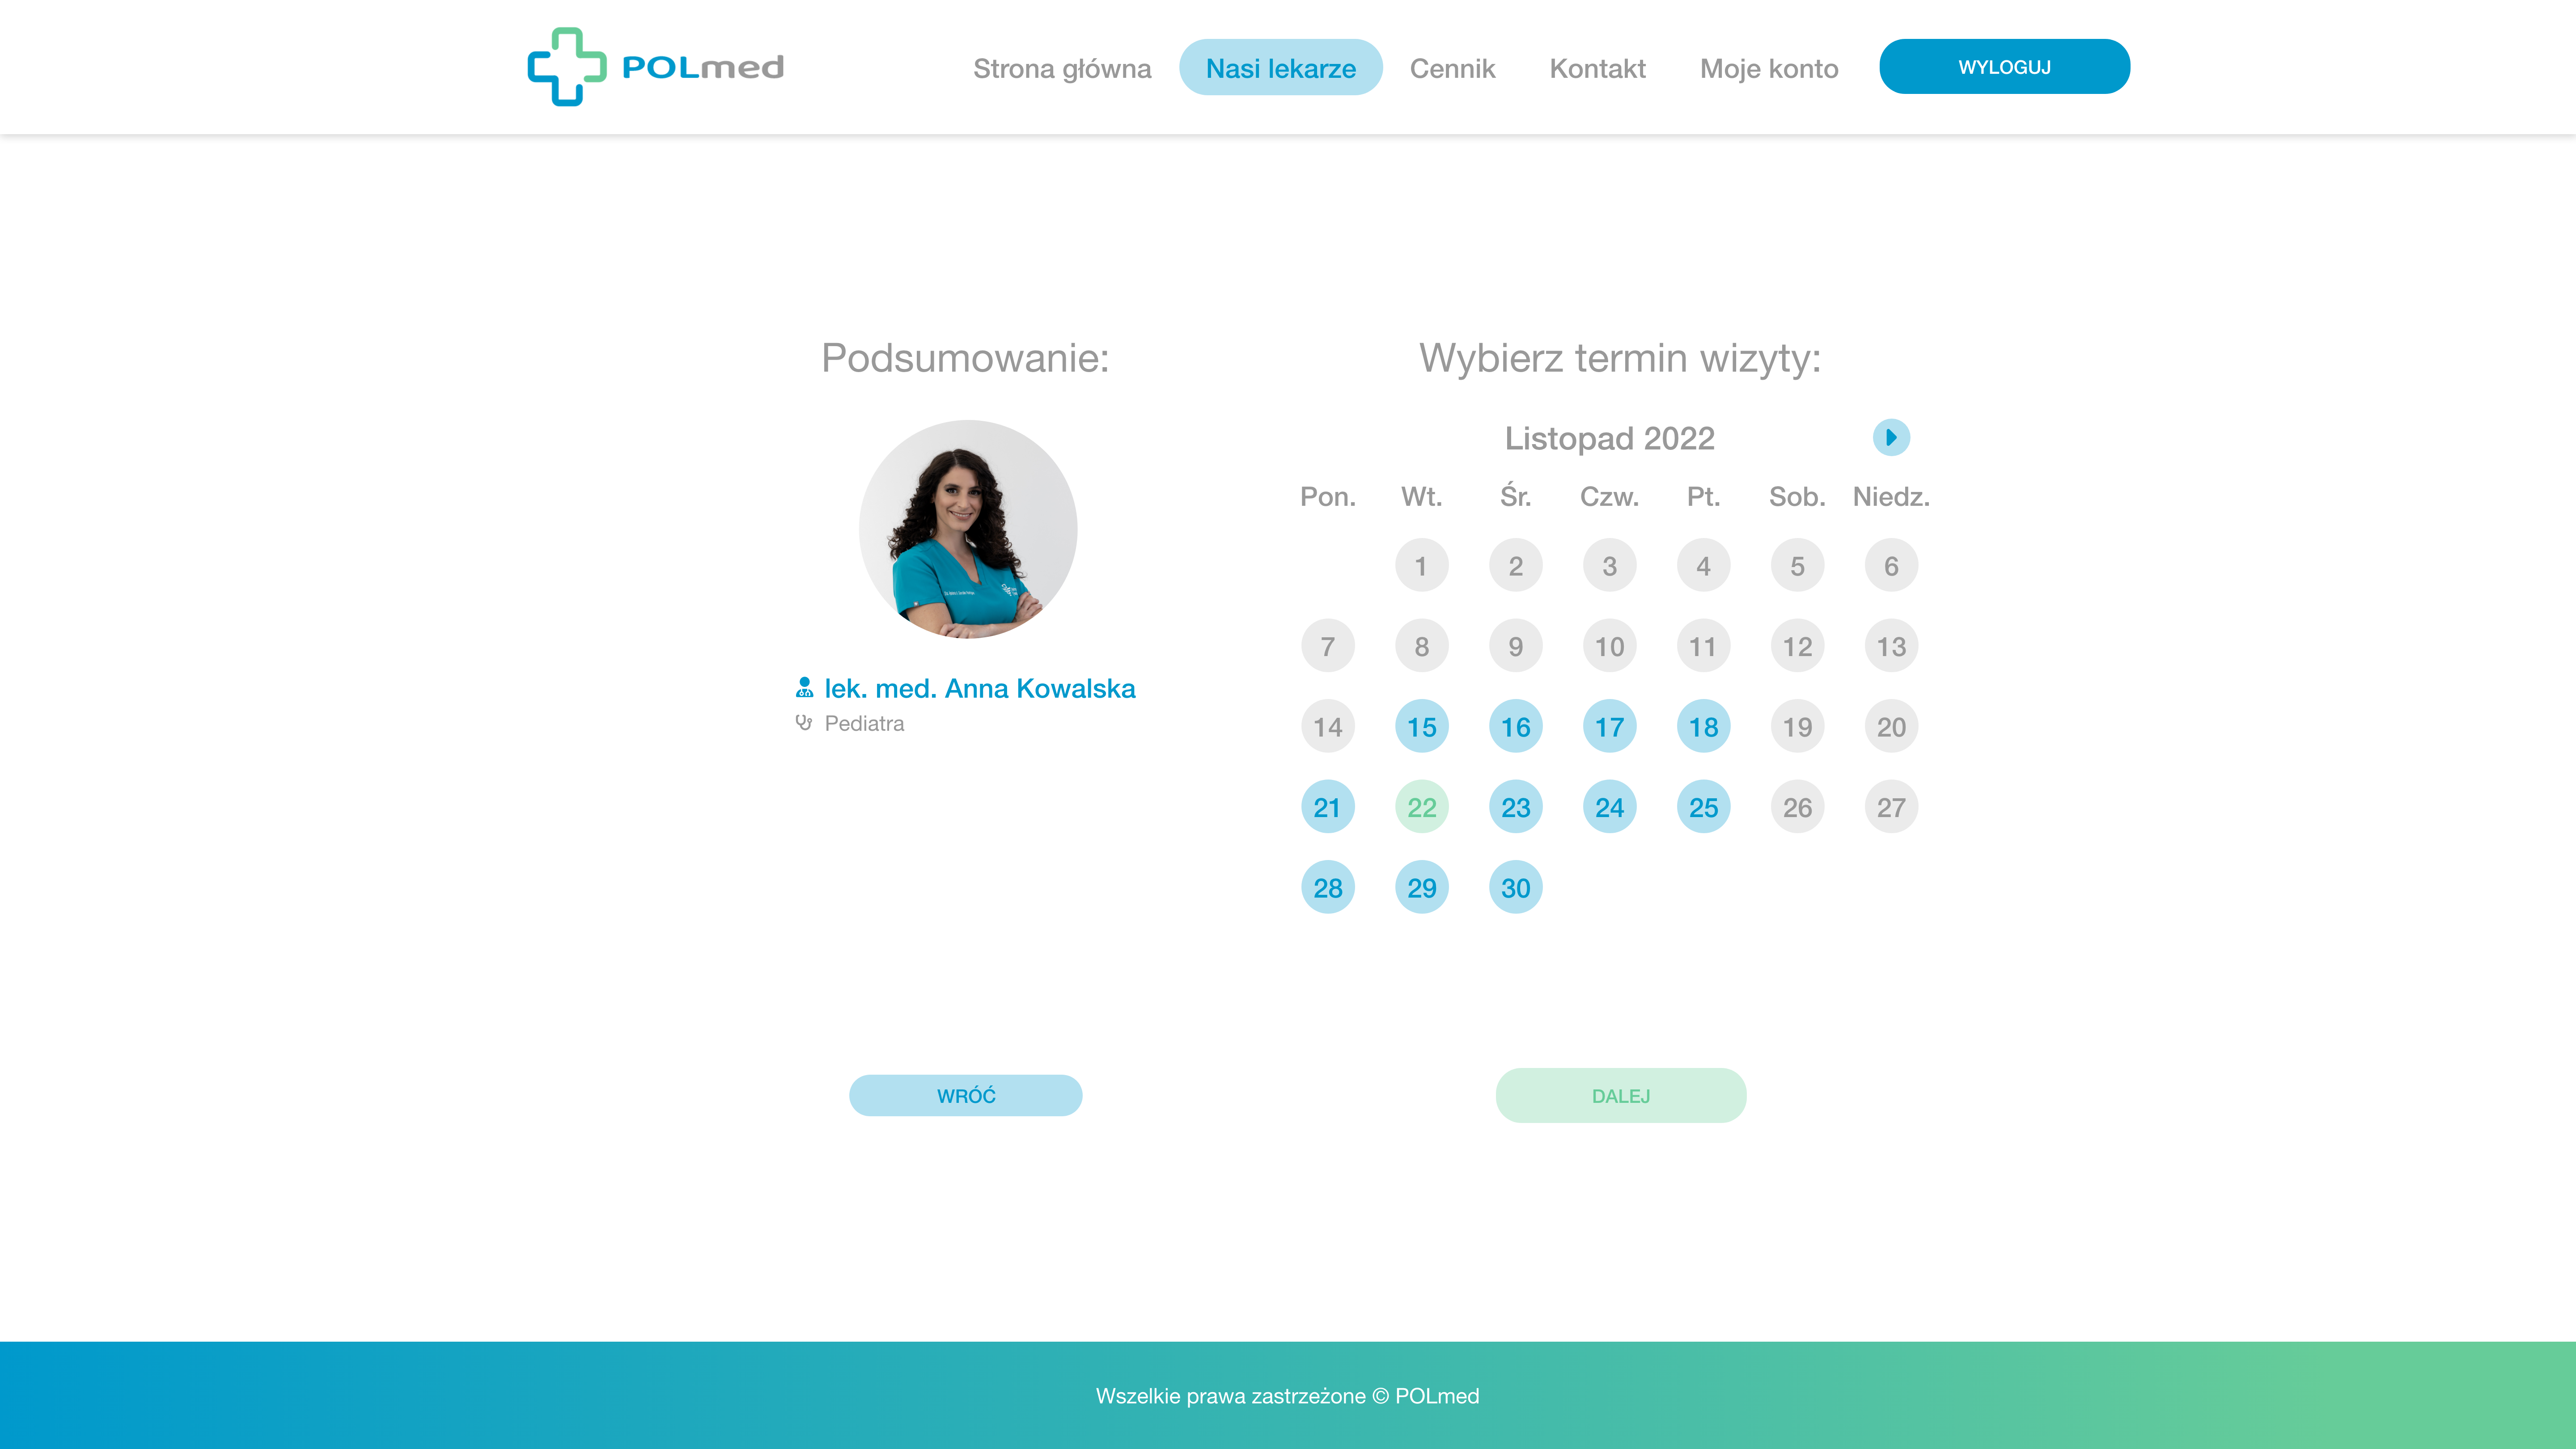 POLmed
Strona główna Nasi lekarze Cennik Kontakt Moje konto WYLOGUJ
Podsumowanie:
lek. med. Anna Kowalska
Pediatra
Wybierz termin wizyty:
Listopad 2022
Pon. Wt. Śr. Czw. Pt. Sob. Niedz.
1 2 3 4 5 6
7 8 9 10 11 12 13
14 15 16 17 18 19 20
21 22 23 24 25 26 27
28 29 30
WRÓĆ
DALEJ
Wszelkie prawa zastrzeżone © POLmed